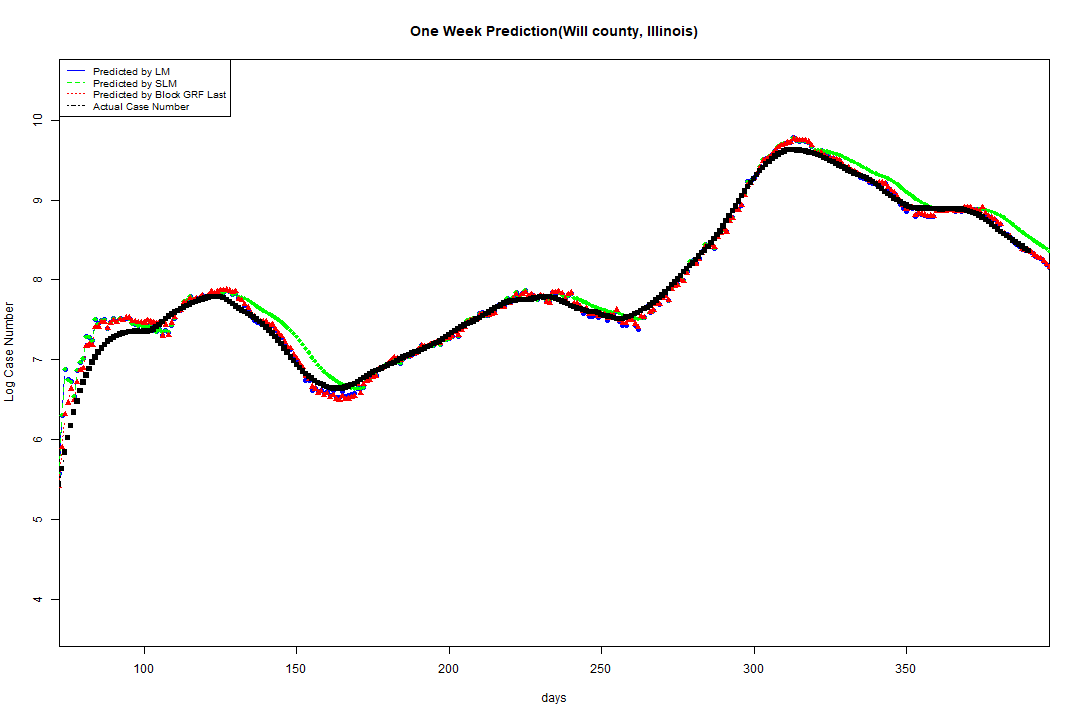 One Week Prediction(Will county, Illinois)
Predicted by LM
Predicted by SLM
Predicted by Block GRF Last
Actual Case Number
10
9
8
7
6
5
4
Log Case Number
100 150 200 250 300 350
days